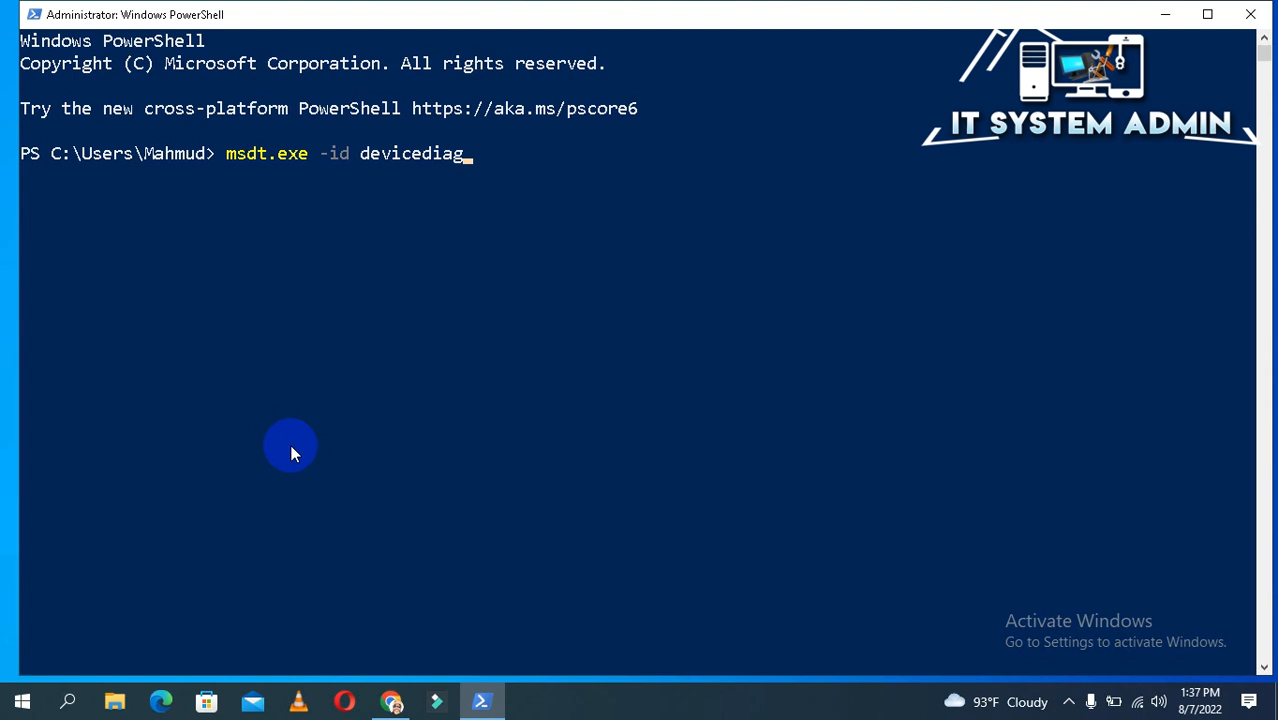 Administrator: Windows PowerShell
Windows PowerShell
Copyright (C) Microsoft Corporation. All rights reserved.
IT SYSTEM ADMIN
Try the new cross-platform PowerShell https://aka.ms/pscore6
PS C:\Users\Mahmud> msdt.exe -id devicediag
Activate Windows
Go to Settings to activate Windows.
93°F Cloudy
1:37 PM
8/7/2022